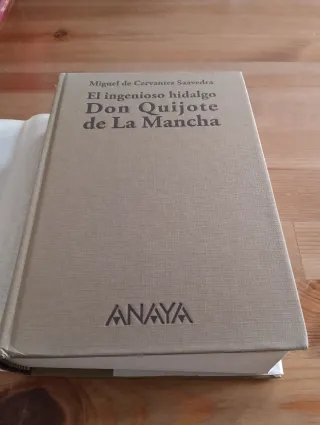 Miguel de Cervantes Saavedra
El ingenioso hidalgo
Don Quijote
de La Mancha
ANAYA